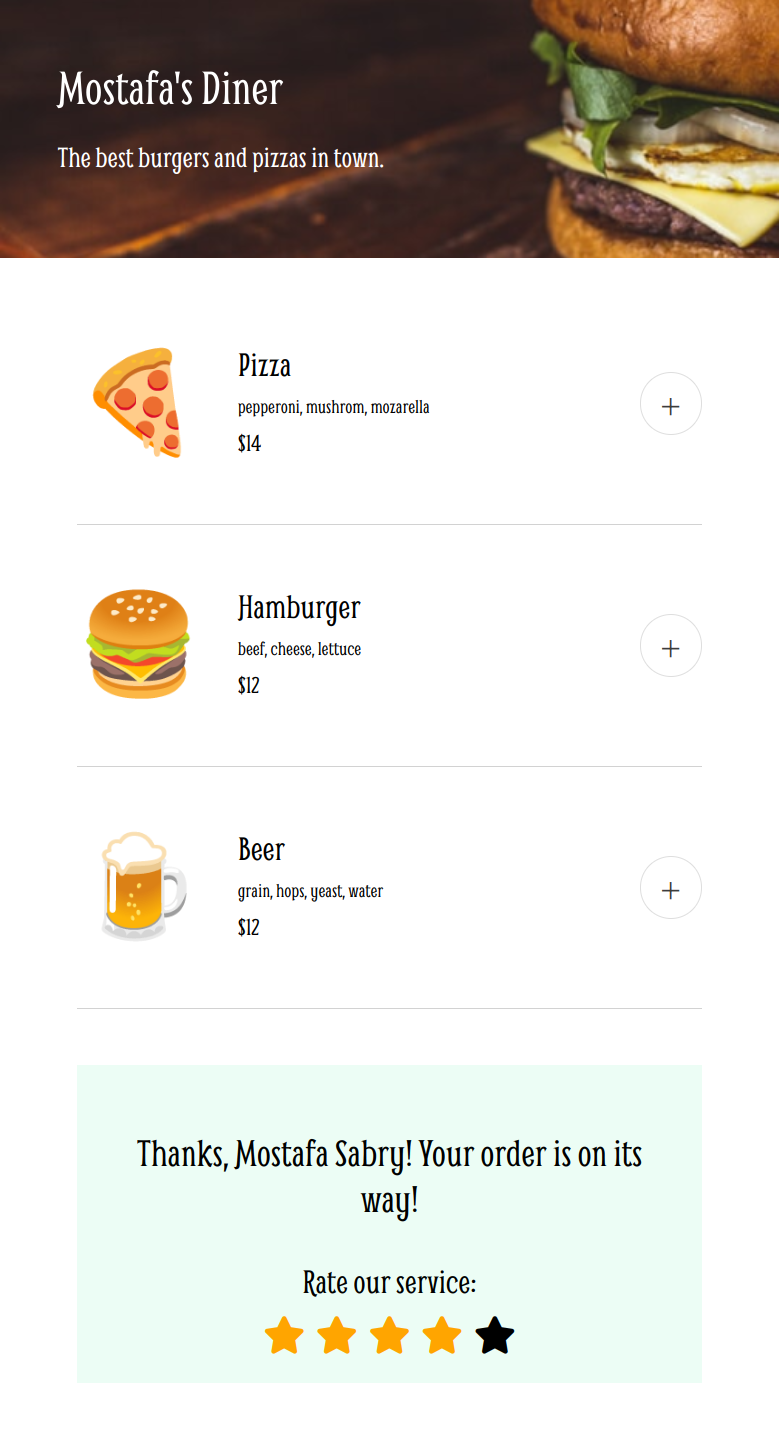 Mostafa's Diner
The best burgers and pizzas in town.
Pizza
pepperoni, mushrom, mozarella
$14
+
Hamburger
beef, cheese, lettuce
$12
+
Beer
grain, hops, yeast, water
$12
+
Thanks, Mostafa Sabry! Your order is on its
way!
Rate our service: